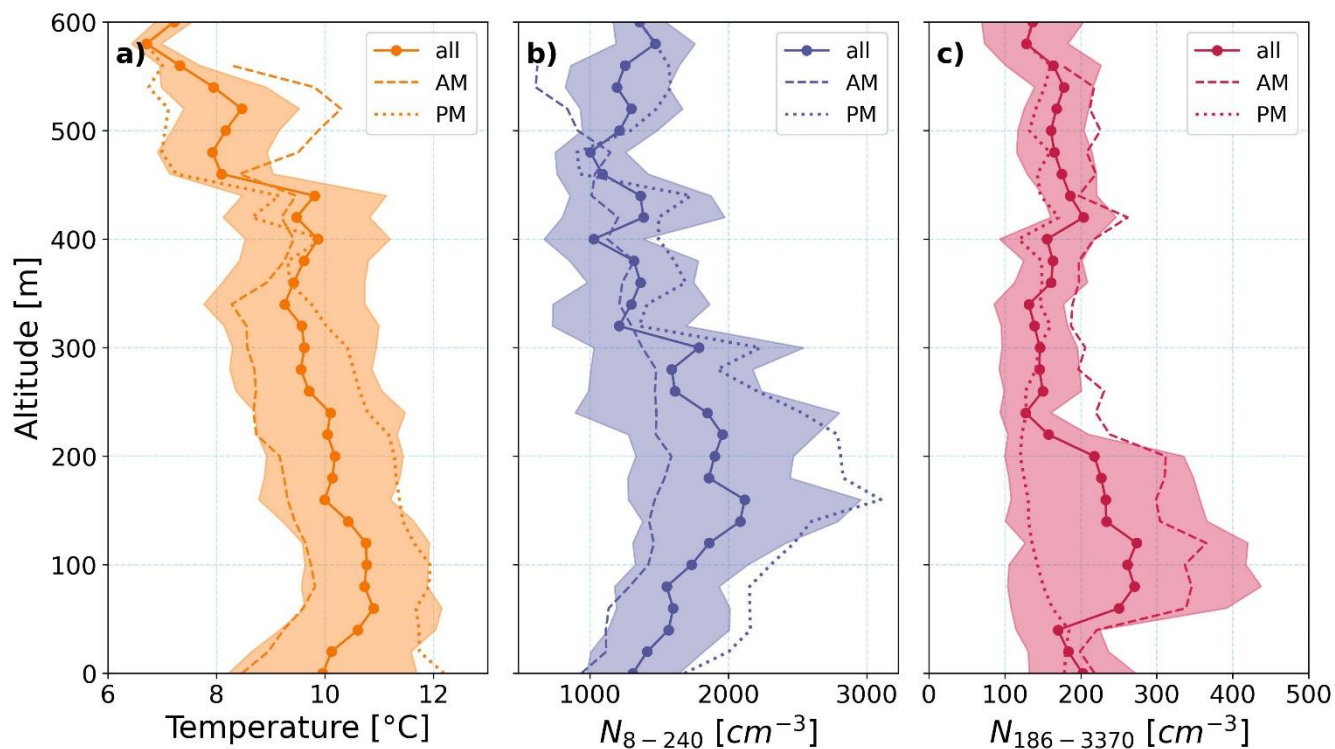 a)
all
AM
PM
b)
all
AM
PM
c)
all
AM
PM
Altitude [m]
600
500
400
300
200
100
0
6 8 10 12
1000 2000 3000
0 100 200 300 400 500
Temperature [°C]
N₈₋₂₄₀ [cm⁻³]
N₁₈₆₋₃₃₇₀ [cm⁻³]